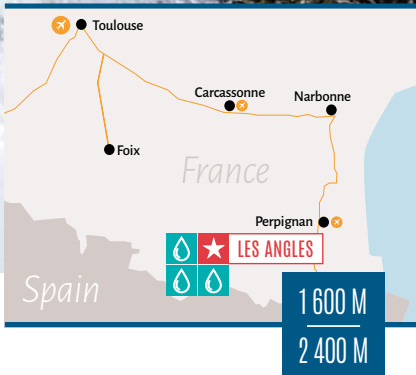 Toulouse
Carcassonne
Narbonne
Foix
France
Perpignan
LES ANGLES
Spain
1 600 M
2 400 M